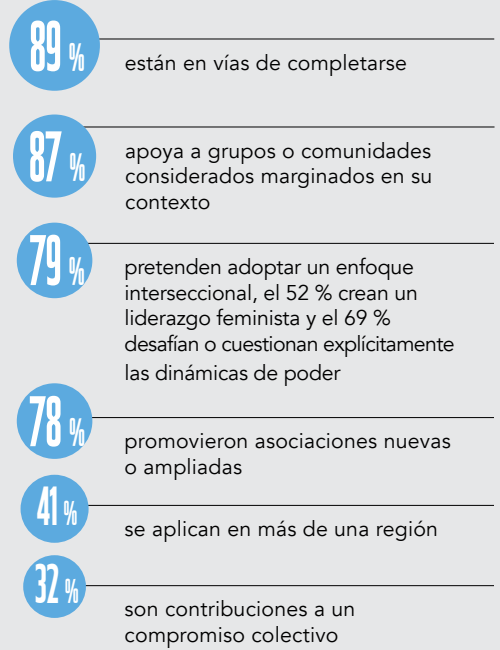 89 %
están en vías de completarse
87 %
apoya a grupos o comunidades
considerados marginados en su
contexto
79 %
pretenden adoptar un enfoque
interseccional, el 52 % crean un
liderazgo feminista y el 69 %
desafían o cuestionan explícitamente
las dinámicas de poder
78 %
promovieron asociaciones nuevas
o ampliadas
41 %
se aplican en más de una región
32 %
son contribuciones a un
compromiso colectivo